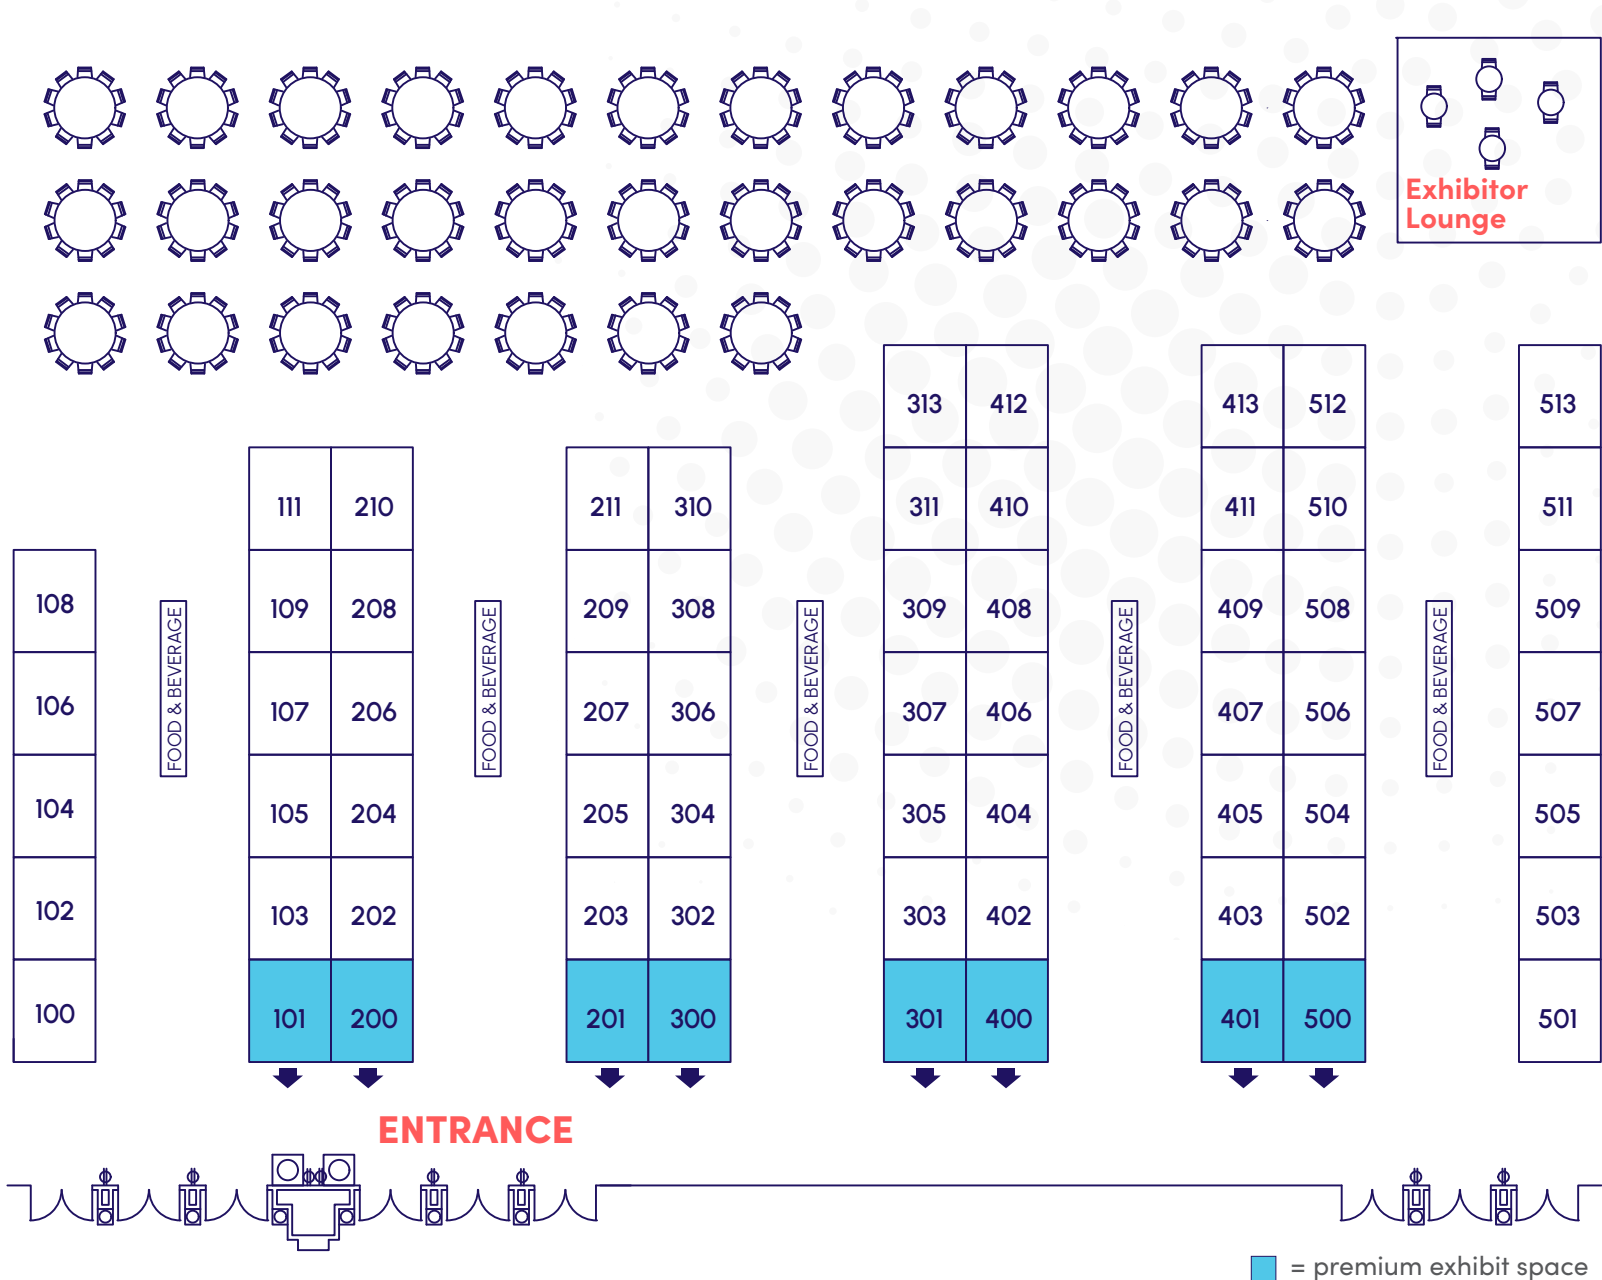 Exhibitor
Lounge
313 412 413 512 513
111 210 211 310 311 410 411 510 511
108 109 208 209 308 309 408 409 508 509
FOOD & BEVERAGE
FOOD & BEVERAGE
FOOD & BEVERAGE
FOOD & BEVERAGE
FOOD & BEVERAGE
106 107 206 207 306 307 406 407 506 507
104 105 204 205 304 305 404 405 504 505
102 103 202 203 302 303 402 403 502 503
100 101 200 201 300 301 400 401 500 501
ENTRANCE
= premium exhibit space